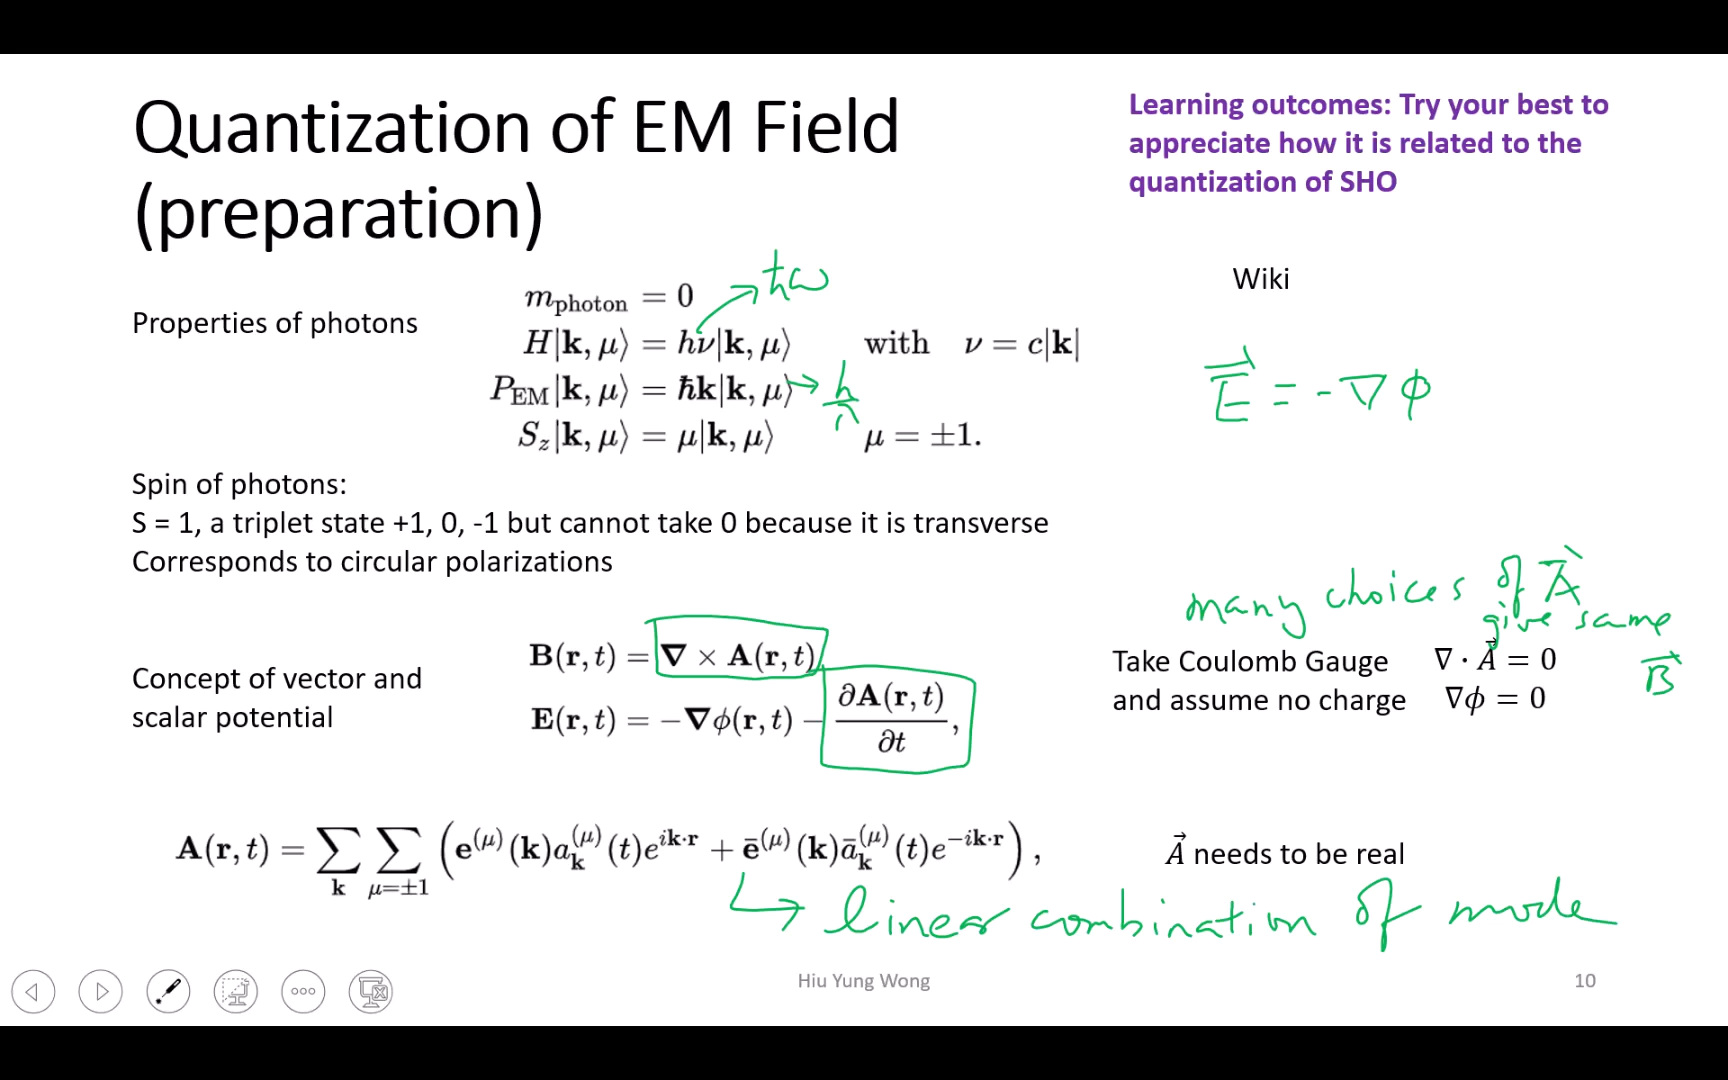 Quantization of EM Field
(preparation)
Learning outcomes: Try your best to
appreciate how it is related to the
quantization of SHO
Wiki
ħω
Properties of photons
m_photon = 0
H|k, μ⟩ = hν|k, μ⟩ with ν = c|k|
P_EM|k, μ⟩ = ħk|k, μ⟩ → h/λ
S_z|k, μ⟩ = μ|k, μ⟩ μ = ±1.
E⃗ = -∇ϕ
Spin of photons:
S = 1, a triplet state +1, 0, -1 but cannot take 0 because it is transverse
Corresponds to circular polarizations
many choices of A⃗
give same
B⃗
Concept of vector and
scalar potential
B(r, t) = ∇ × A(r, t)
E(r, t) = −∇ϕ(r, t) − ∂A(r, t)/∂t,
Take Coulomb Gauge ∇ · A⃗ = 0
and assume no charge ∇ϕ = 0
A(r, t) = ∑_k ∑_{μ=±1} (e^(μ)(k)a_k^(μ)(t)e^{ik·r} + ē^(μ)(k)ā_k^(μ)(t)e^{−ik·r}),
A⃗ needs to be real
→ linear combination of mode
Hiu Yung Wong
10